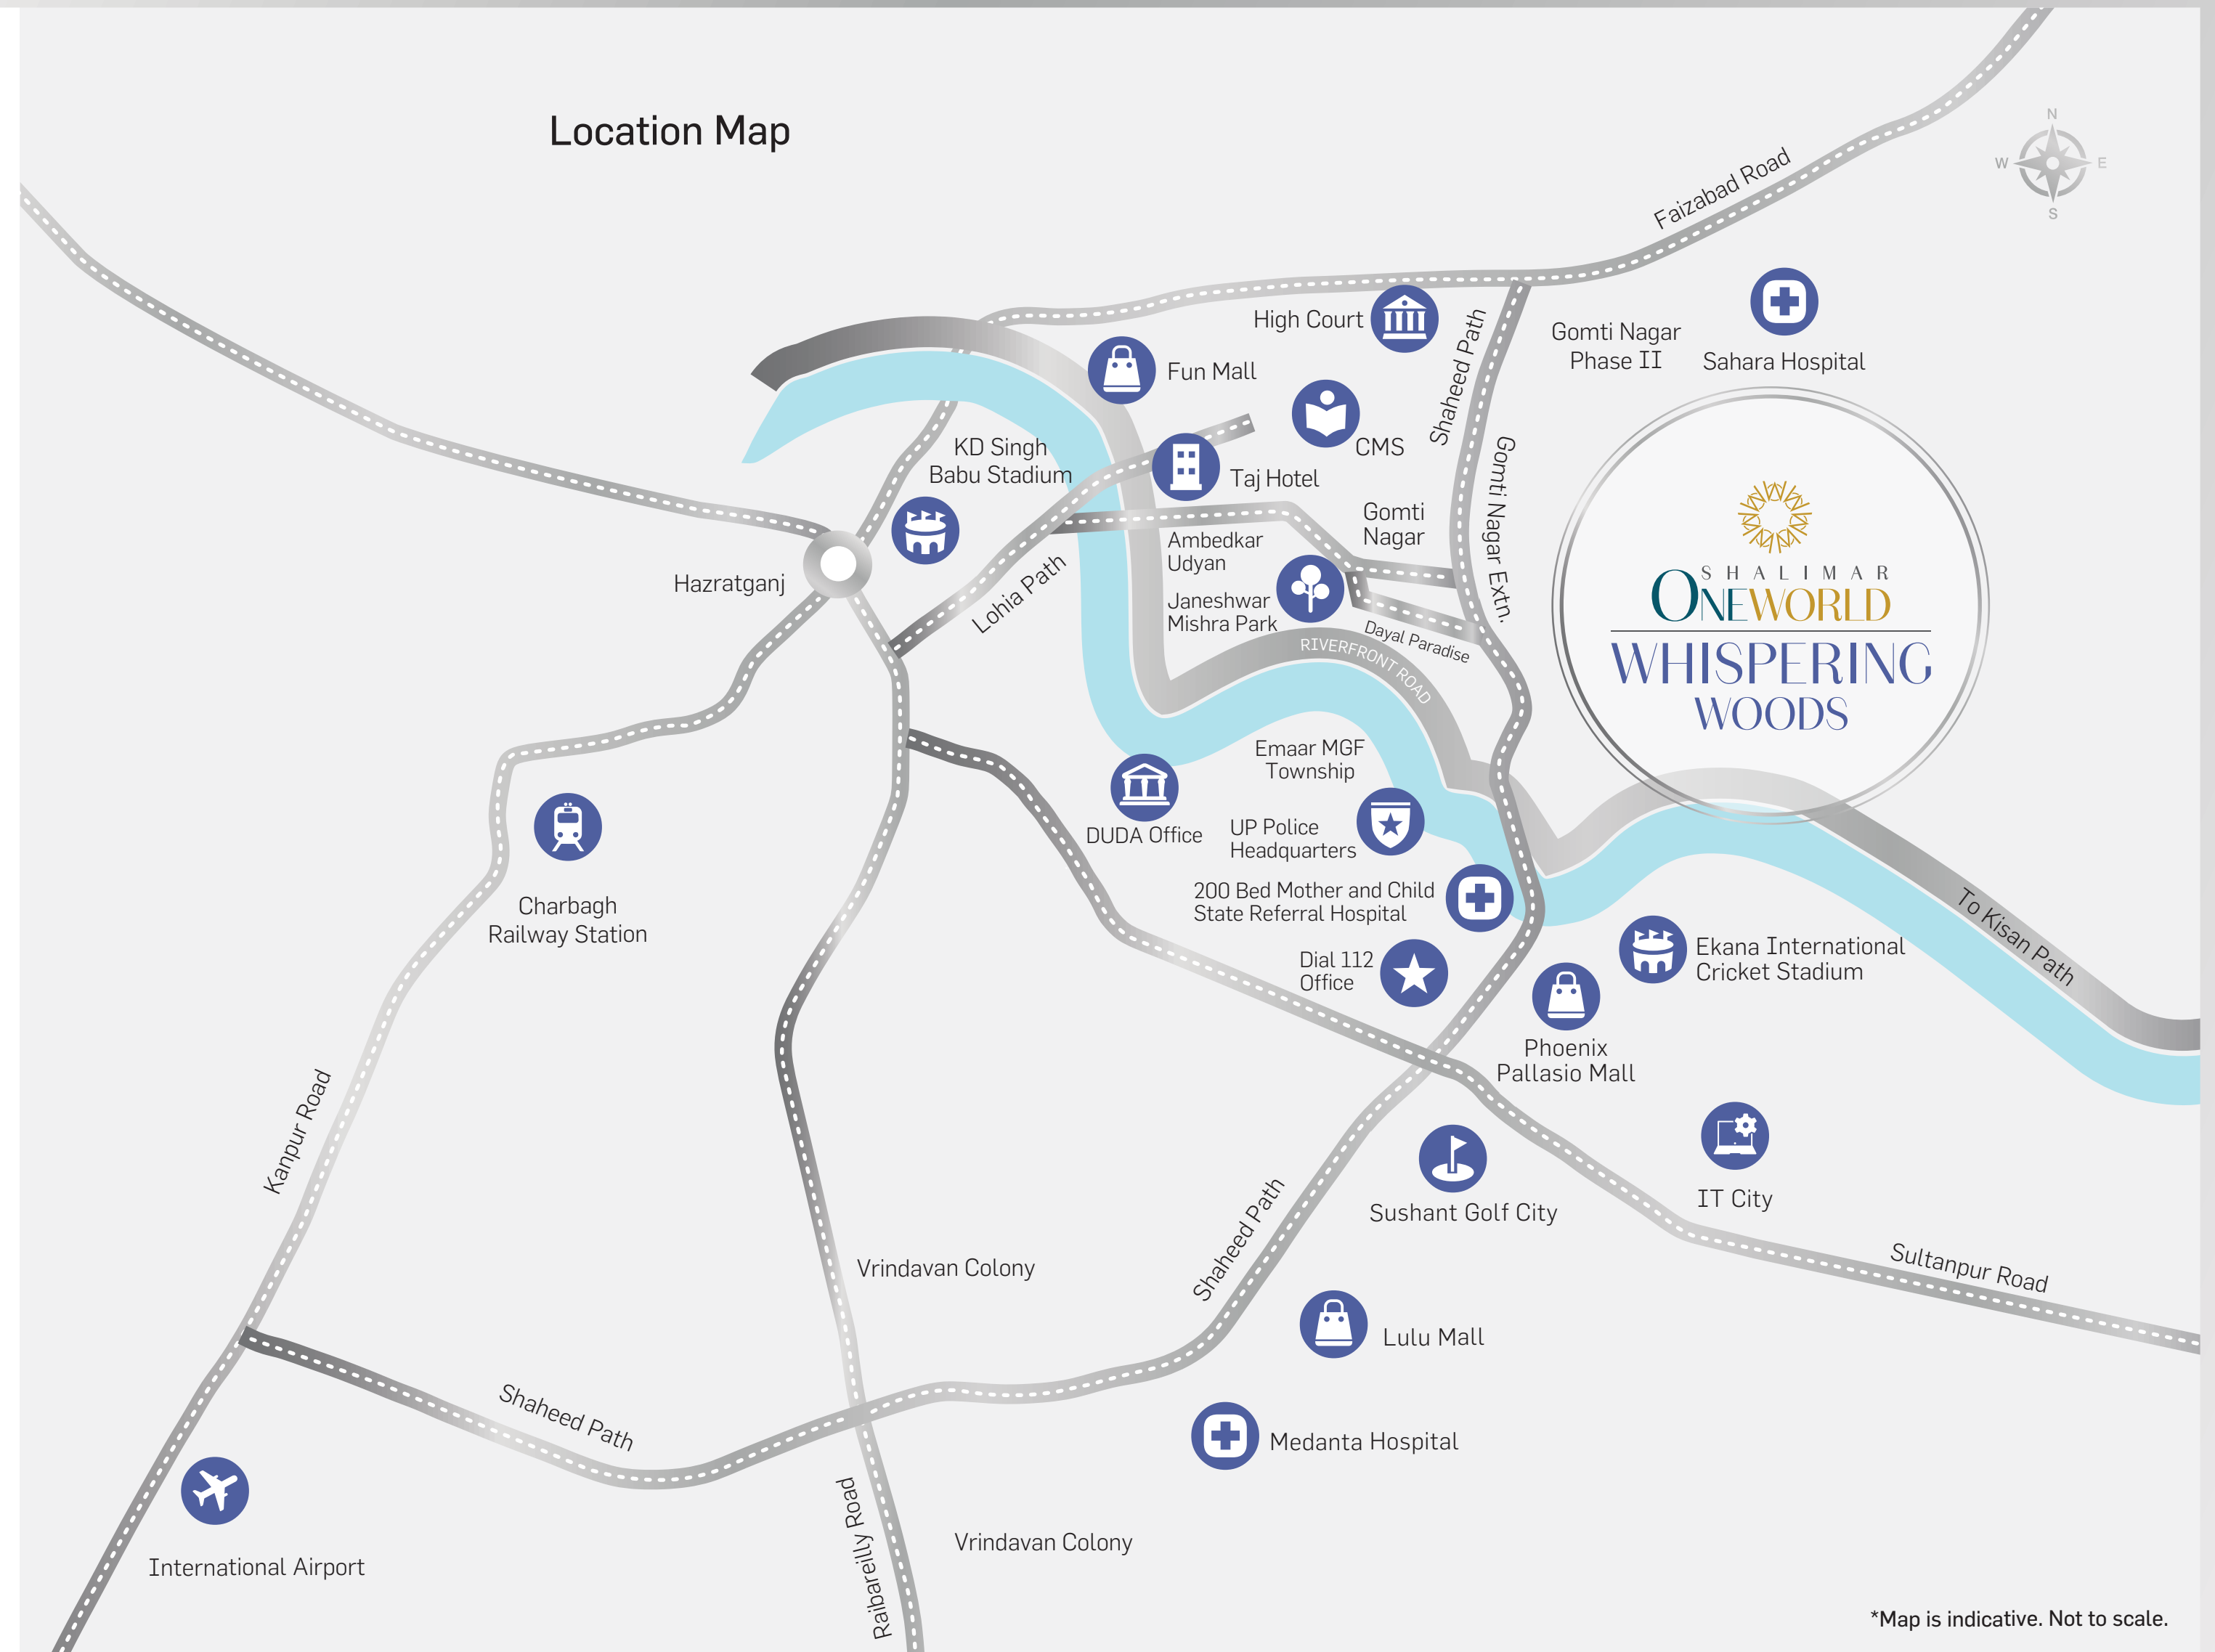 Location Map
N
W
E
S
Faizabad Road
High Court
Shaheed Path
Gomti Nagar
Phase II
Sahara Hospital
Fun Mall
KD Singh
Babu Stadium
CMS
Taj Hotel
Gomti Nagar Extn.
Gomti
Nagar
Ambedkar
Udyan
Hazratganj
Lohia Path
Janeshwar
Mishra Park
Dayal Paradise
RIVERFRONT ROAD
SHALIMAR
ONEWORLD
WHISPERING
WOODS
Emaar MGF
Township
DUDA Office
UP Police
Headquarters
200 Bed Mother and Child
State Referral Hospital
Charbagh
Railway Station
To Kisan Path
Ekana International
Cricket Stadium
Dial 112
Office
Phoenix
Pallasio Mall
Kanpur Road
IT City
Sushant Golf City
Shaheed Path
Sultanpur Road
Vrindavan Colony
Lulu Mall
Shaheed Path
Medanta Hospital
Raibareilly Road
Vrindavan Colony
International Airport
*Map is indicative. Not to scale.